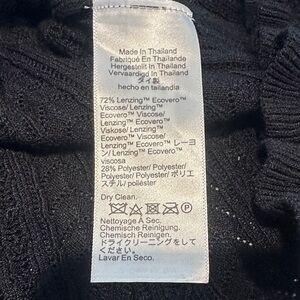 Made In Thailand
Fabriqué En Thaïlande
Hergestellt In Thailand
Vervaardigd In Thailand
タイ製
hecho en tailandia
72% Lenzing™ Ecovero™
Viscose/ Lenzing™
Ecovero™ Viscose/
Lenzing™ Ecovero™
Viskose/ Lenzing™
Ecovero™ Viscose/
Lenzing™ Ecovero™ レーヨ
ン/ Lenzing™ Ecovero™
viscosa
28% Polyester/ Polyester/
Polyester/ Polyester/ ポリエ
ステル/ poliéster
Dry Clean.
P
Nettoyage À Sec.
Chemische Reinigung.
Chemisch Reinigen.
ドライクリーニングをして
ください。
Lavar En Seco.